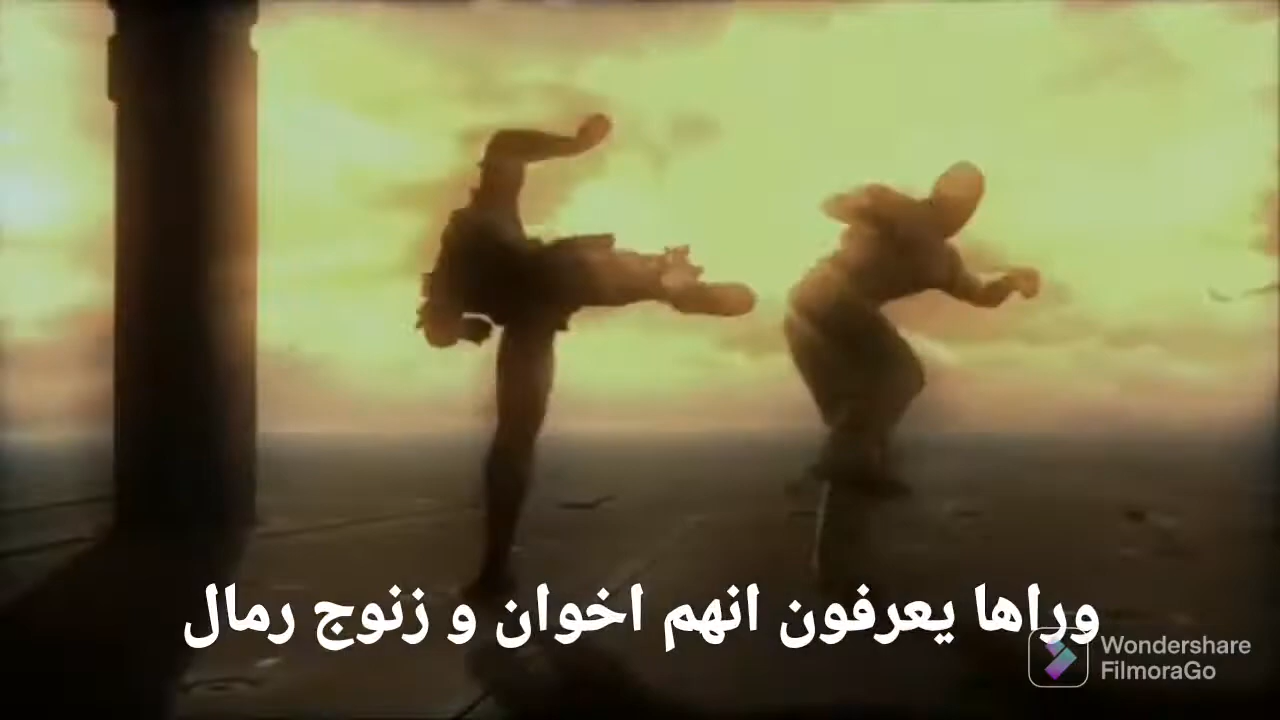 وراها يعرفون انهم اخوان و زنوج رمال
Wondershare
FilmoraGo